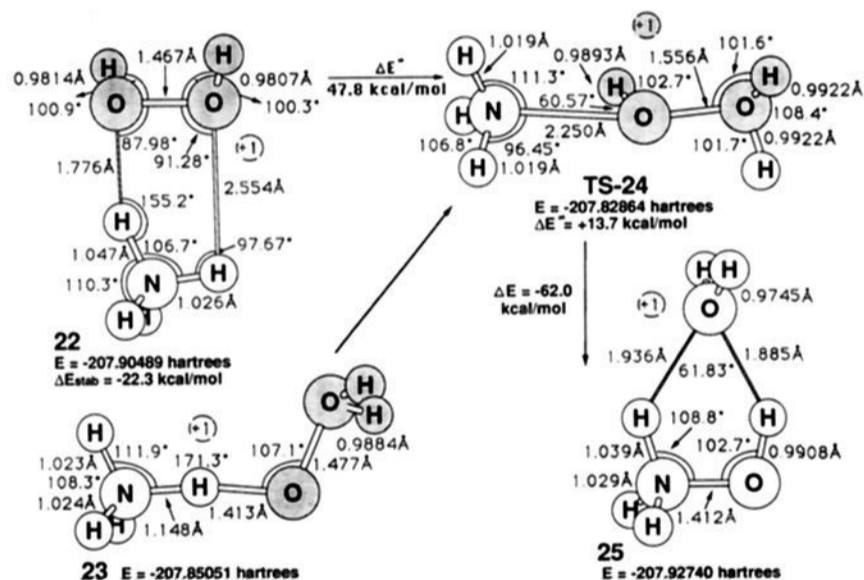 H
H
1.467Å
0.9814Å
0.9807Å
O
O
100.9°
100.3°
87.98°
91.28°
(+1)
1.776Å
2.554Å
155.2°
H
1.047Å
106.7°
97.67°
110.3°
N
H
1.026Å
H
H
22
E = -207.90489 hartrees
ΔEstab = -22.3 kcal/mol
ΔE‡
47.8 kcal/mol
(+1)
1.019Å
H
0.9893Å
1.556Å
101.6°
111.3°
H
102.7°
H
0.9922Å
N
60.57°
O
O
108.4°
H
2.250Å
106.8°
96.45°
101.7°
0.9922Å
H
1.019Å
H
TS-24
E = -207.82864 hartrees
ΔE‡= +13.7 kcal/mol
ΔE = -62.0
kcal/mol
H
H
(+1)
O
0.9745Å
1.936Å
1.885Å
61.83°
H
H
108.8°
1.039Å
102.7°
0.9908Å
1.029Å
N
O
H
H
1.412Å
25
E = -207.92740 hartrees
H
H
O
H
(+1)
111.9°
107.1°
0.9884Å
1.023Å
171.3°
1.477Å
108.3°
N
H
O
1.024Å
1.413Å
H
H
1.148Å
23 E = -207.85051 hartrees